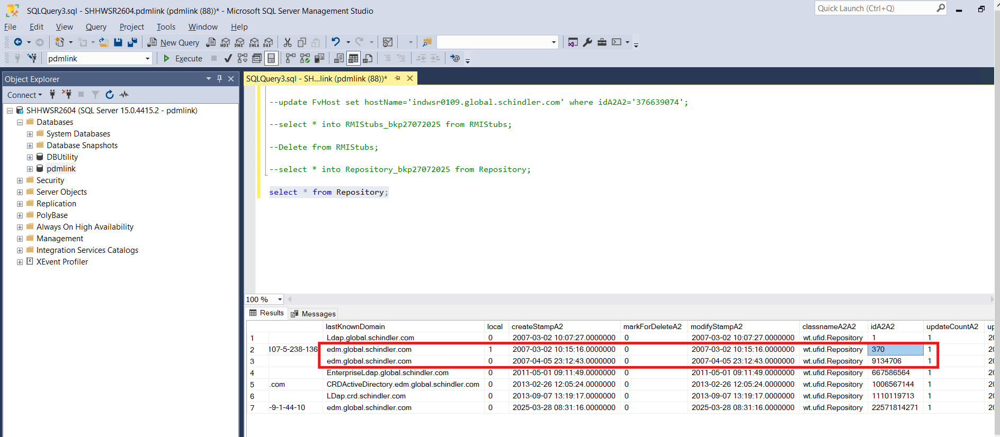 SQLQuery3.sql - SHHWSR2604.pdmlink (pdmlink (88))* - Microsoft SQL Server Management Studio
Quick Launch (Ctrl+Q)
File Edit View Query Project Tools Window Help
New Query MDX DMX XMLA DAX
pdmlink Execute
Object Explorer
SQLQuery3.sql - SH...link (pdmlink (88))*
Connect
SHHWSR2604 (SQL Server 15.0.4415.2 - pdmlink)
Databases
System Databases
Database Snapshots
DBUtility
pdmlink
Security
Server Objects
Replication
PolyBase
Always On High Availability
Management
Integration Services Catalogs
XEvent Profiler
--update FvHost set hostName='indwsr0109.global.schindler.com' where idA2A2='376639074';
--select * into RMIStubs_bkp27072025 from RMIStubs;
--Delete from RMIStubs;
--select * into Repository_bkp27072025 from Repository;
select * from Repository;
100 %
Results Messages
lastKnownDomain local createStampA2 markForDeleteA2 modifyStampA2 classnameA2A2 idA2A2 updateCountA2 up
1 Ldap.global.schindler.com 0 2007-03-02 10:07:27.0000000 0 2007-03-02 10:07:27.0000000 wt.ufid.Repository 1 1 20
2 107-5-238-136 edm.global.schindler.com 1 2007-03-02 10:15:16.0000000 0 2007-03-02 10:15:16.0000000 wt.ufid.Repository 370 1 20
3 edm.global.schindler.com 0 2007-04-05 23:12:43.0000000 0 2007-04-05 23:12:43.0000000 wt.ufid.Repository 9134706 1 20
4 EnterpriseLdap.global.schindler.com 0 2011-05-01 09:11:49.0000000 0 2011-05-01 09:11:49.0000000 wt.ufid.Repository 667586564 1 20
5 .com CRDActiveDirectory.edm.global.schindler.com 0 2013-02-26 12:05:24.0000000 0 2013-02-26 12:05:24.0000000 wt.ufid.Repository 1006567144 1 20
6 LDap.crd.schindler.com 0 2013-09-07 13:19:17.0000000 0 2013-09-07 13:19:17.0000000 wt.ufid.Repository 1110119713 1 20
7 -9-1-44-10 edm.global.schindler.com 0 2025-03-28 08:31:16.0000000 0 2025-03-28 08:31:16.0000000 wt.ufid.Repository 22571814271 1 20